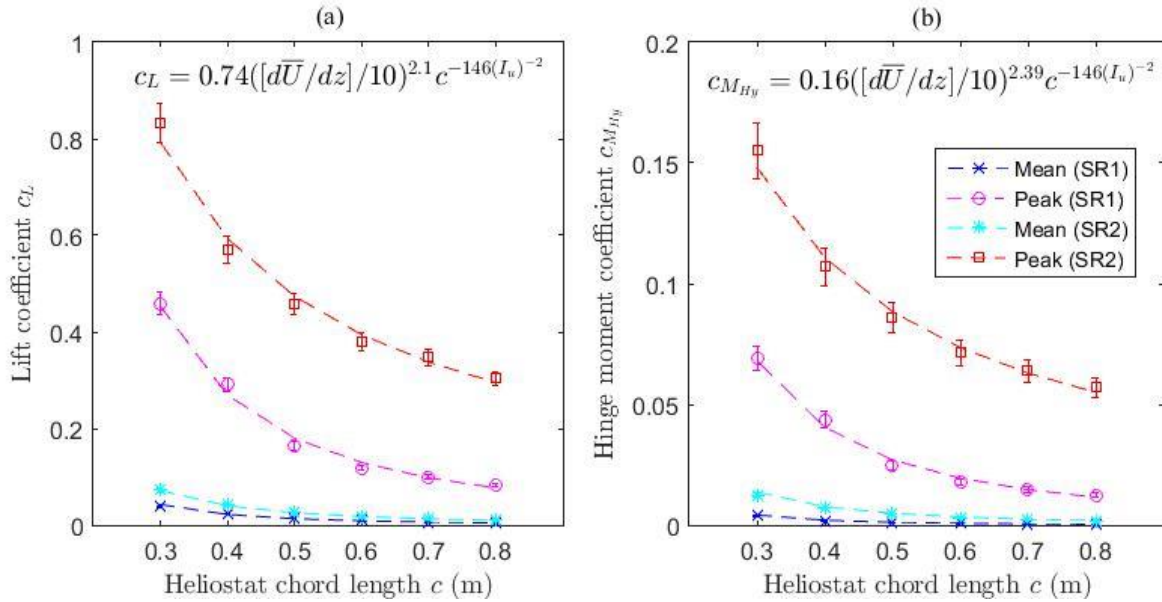 (a)
c_L = 0.74([dU̅/dz]/10)^{2.1}c^{-146(I_u)^{-2}}
1
0.8
0.6
0.4
0.2
0
Lift coefficient c_L
0.3 0.4 0.5 0.6 0.7 0.8
Heliostat chord length c (m)
(b)
c_{M_{Hy}} = 0.16([dU̅/dz]/10)^{2.39}c^{-146(I_u)^{-2}}
0.2
0.15
0.1
0.05
0
Hinge moment coefficient c_{M_{Hy}}
Mean (SR1)
Peak (SR1)
Mean (SR2)
Peak (SR2)
0.3 0.4 0.5 0.6 0.7 0.8
Heliostat chord length c (m)